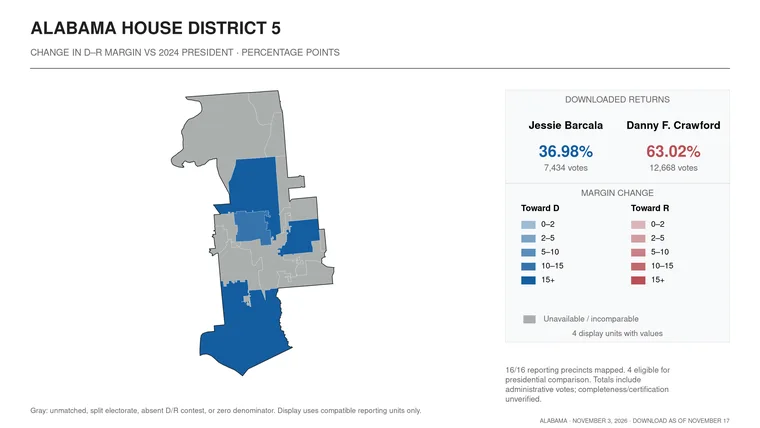 ALABAMA HOUSE DISTRICT 5
CHANGE IN D–R MARGIN VS 2024 PRESIDENT · PERCENTAGE POINTS
DOWNLOADED RETURNS
Jessie Barcala Danny F. Crawford
36.98% 63.02%
7,434 votes 12,668 votes
MARGIN CHANGE
Toward D Toward R
0–2 0–2
2–5 2–5
5–10 5–10
10–15 10–15
15+ 15+
Unavailable / incomparable
4 display units with values
16/16 reporting precincts mapped. 4 eligible for
presidential comparison. Totals include
administrative votes; completeness/certification
unverified.
Gray: unmatched, split electorate, absent D/R contest, or zero denominator. Display uses compatible reporting units only.
ALABAMA · NOVEMBER 3, 2026 · DOWNLOAD AS OF NOVEMBER 17